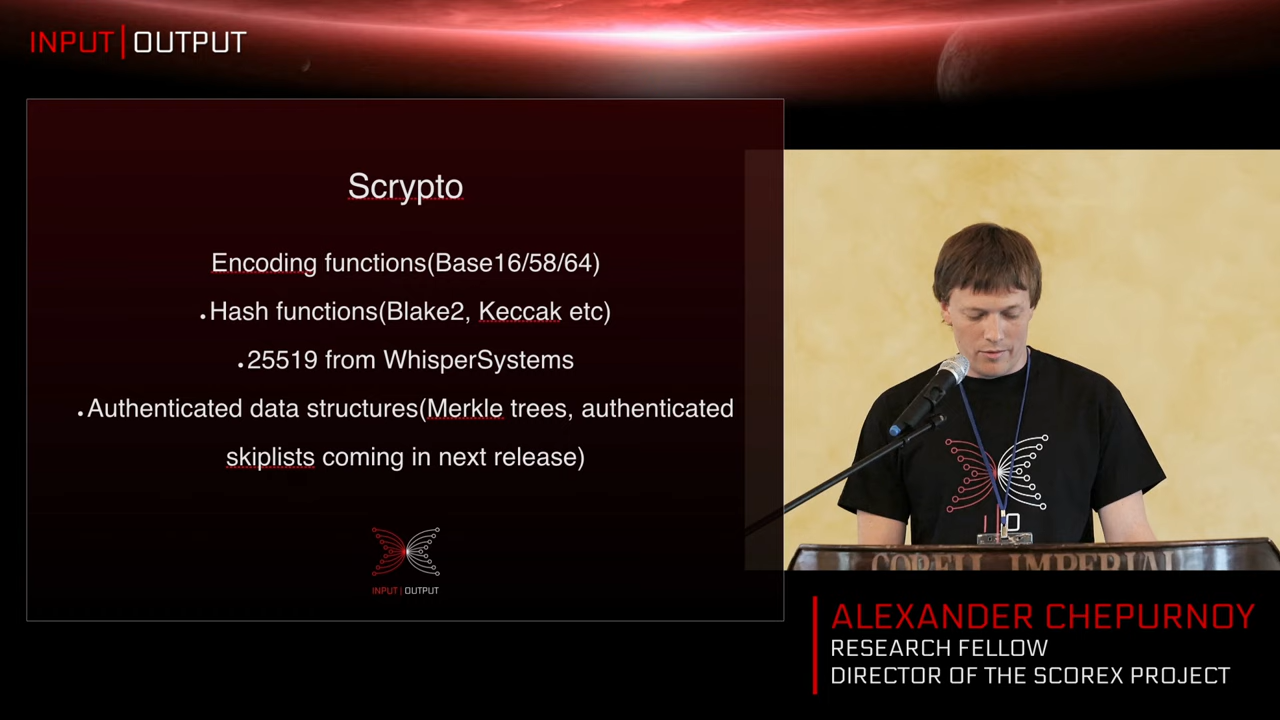 INPUT | OUTPUT
Scrypto
Encoding functions(Base16/58/64)
•Hash functions(Blake2, Keccak etc)
•25519 from WhisperSystems
•Authenticated data structures(Merkle trees, authenticated
skiplists coming in next release)
INPUT | OUTPUT
ALEXANDER CHEPURNOY
RESEARCH FELLOW
DIRECTOR OF THE SCOREX PROJECT